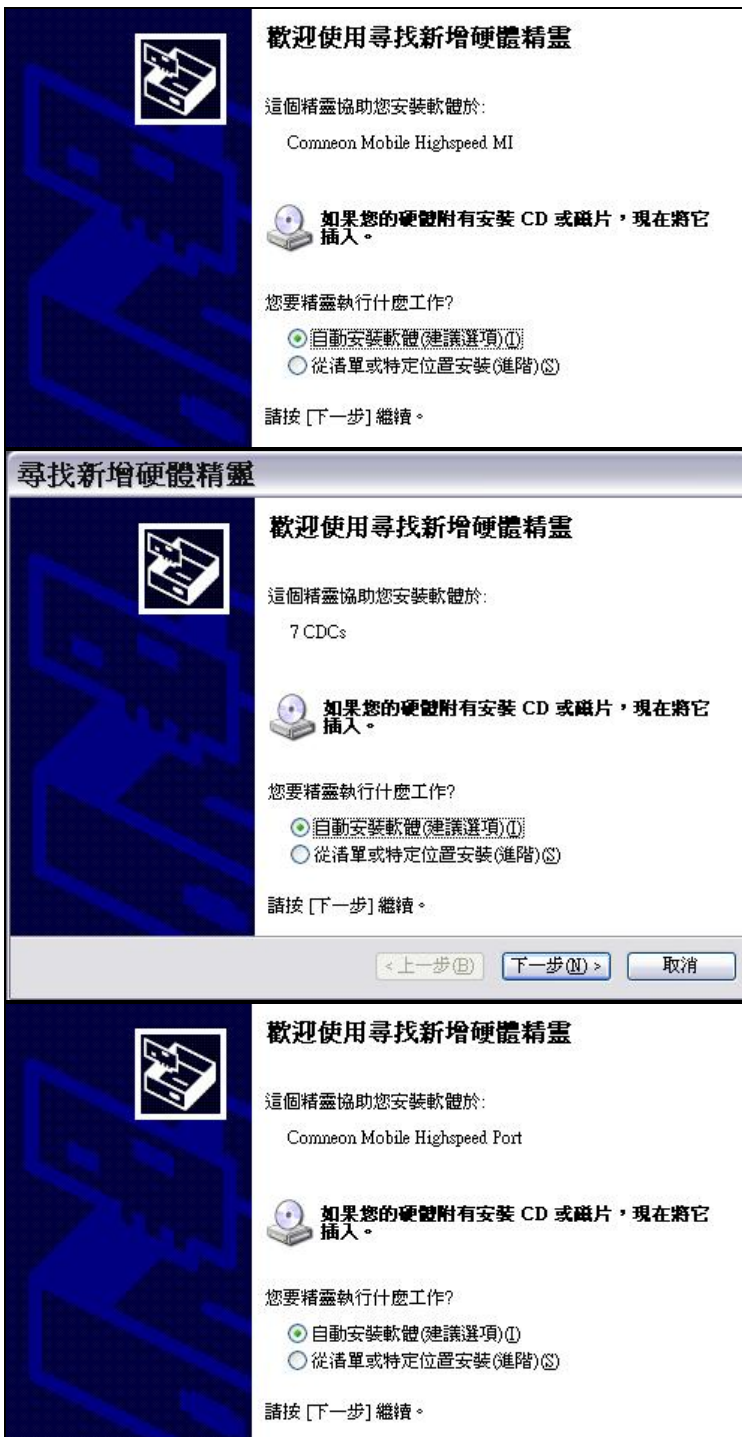 歡迎使用尋找新增硬體精靈
這個精靈協助您安裝軟體於:
Comneon Mobile Highspeed MI
如果您的硬體附有安裝 CD 或磁片，現在將它
插入。
您要精靈執行什麼工作?
自動安裝軟體(建議選項)(I)
從清單或特定位置安裝(進階)(S)
請按 [下一步] 繼續。
尋找新增硬體精靈
歡迎使用尋找新增硬體精靈
這個精靈協助您安裝軟體於:
7 CDCs
如果您的硬體附有安裝 CD 或磁片，現在將它
插入。
您要精靈執行什麼工作?
自動安裝軟體(建議選項)(I)
從清單或特定位置安裝(進階)(S)
請按 [下一步] 繼續。
<上一步(B) 下一步(N)> 取消
歡迎使用尋找新增硬體精靈
這個精靈協助您安裝軟體於:
Comneon Mobile Highspeed Port
如果您的硬體附有安裝 CD 或磁片，現在將它
插入。
您要精靈執行什麼工作?
自動安裝軟體(建議選項)(I)
從清單或特定位置安裝(進階)(S)
請按 [下一步] 繼續。